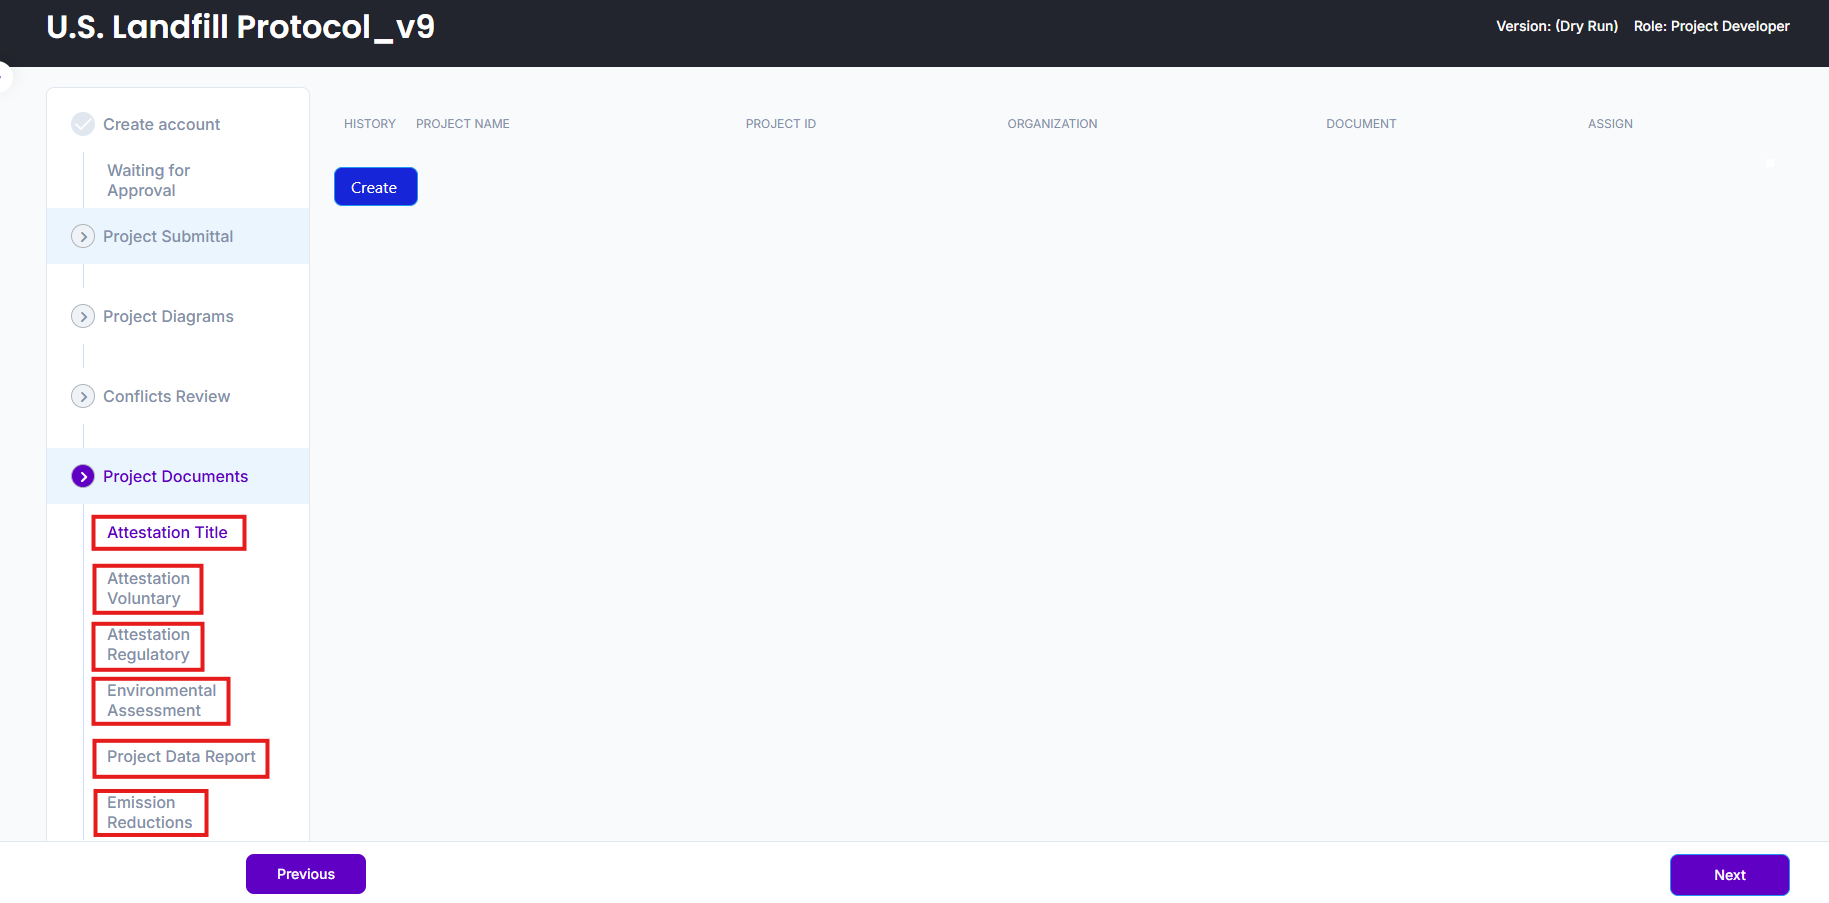 U.S. Landfill Protocol_v9
Version: (Dry Run) Role: Project Developer
Create account
Waiting for
Approval
Project Submittal
Project Diagrams
Conflicts Review
Project Documents
Attestation Title
Attestation
Voluntary
Attestation
Regulatory
Environmental
Assessment
Project Data Report
Emission
Reductions
HISTORY PROJECT NAME PROJECT ID ORGANIZATION DOCUMENT ASSIGN
Create
Previous
Next